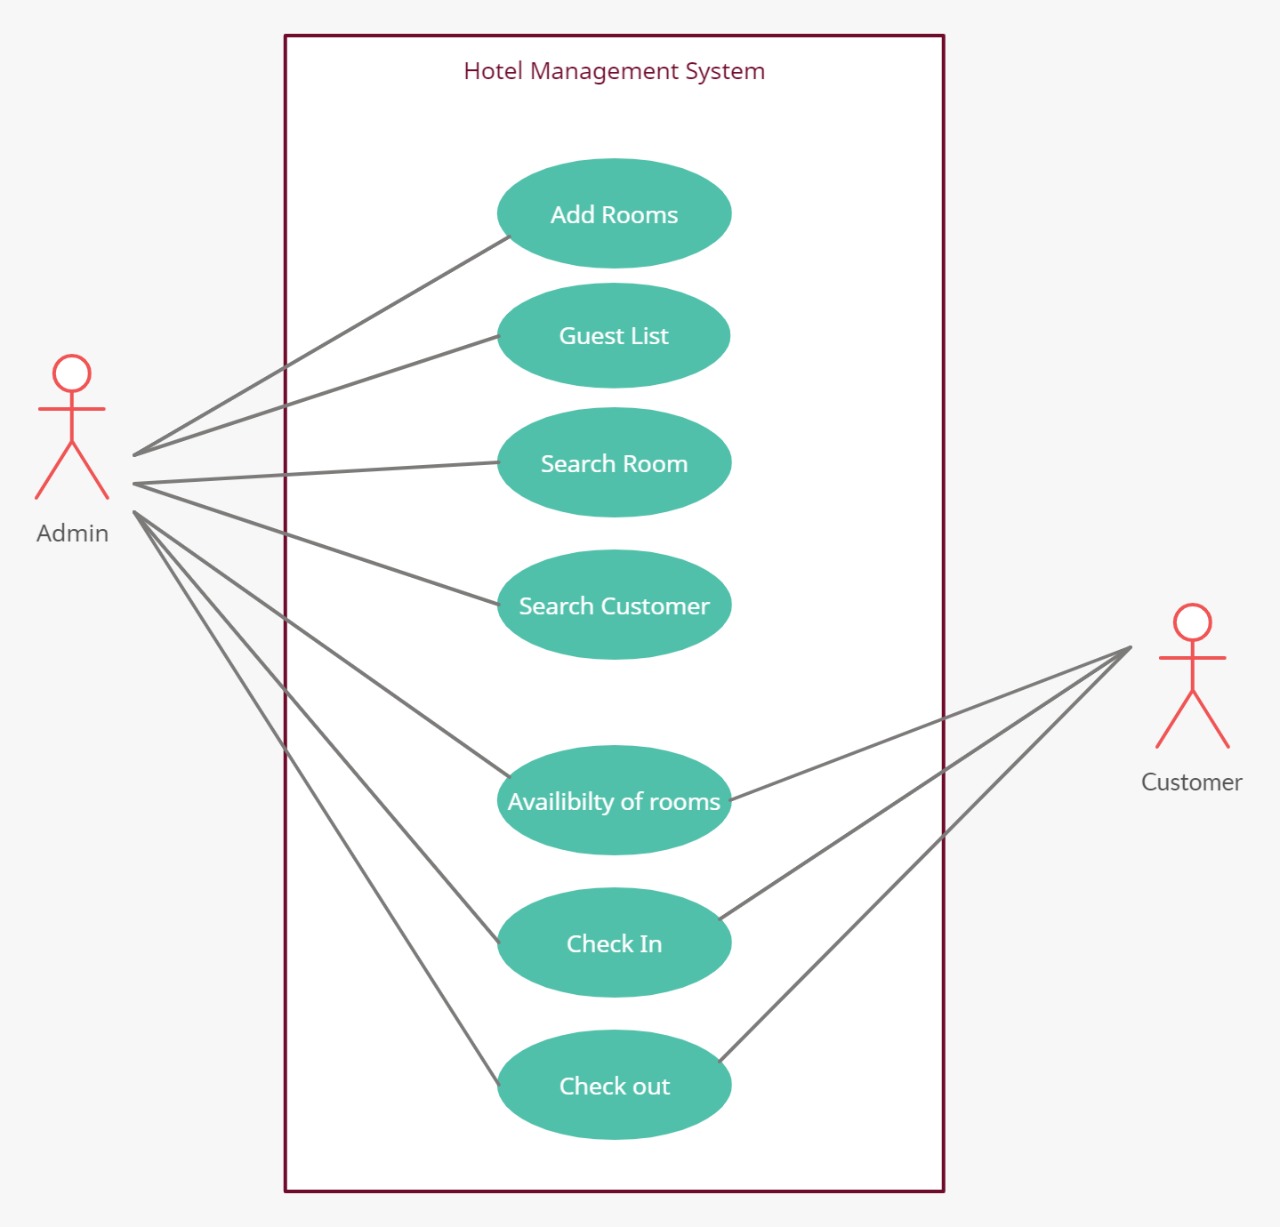 Hotel Management System
Add Rooms
Guest List
Search Room
Admin
Search Customer
Availibilty of rooms
Customer
Check In
Check out